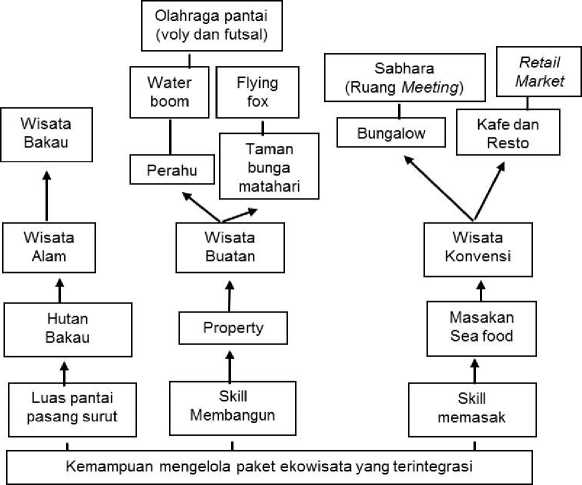 Olahraga pantai
(voly dan futsal)
Water
boom
Flying
fox
Sabhara
(Ruang Meeting)
Retail
Market
Wisata
Bakau
Perahu
Taman
bunga
matahari
Bungalow
Kafe dan
Resto
Wisata
Alam
Wisata
Buatan
Wisata
Konvensi
Hutan
Bakau
Property
Masakan
Sea food
Luas pantai
pasang surut
Skill
Membangun
Skill
memasak
Kemampuan mengelola paket ekowisata yang terintegrasi